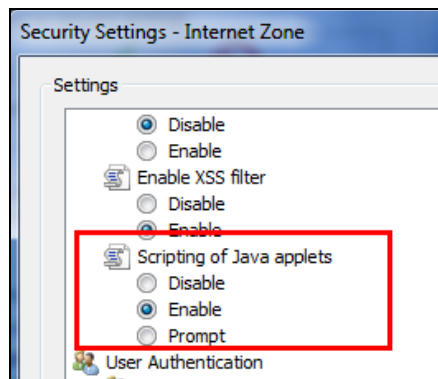 Security Settings - Internet Zone
Settings
Disable
Enable
Enable XSS filter
Disable
Enable
Scripting of Java applets
Disable
Enable
Prompt
User Authentication